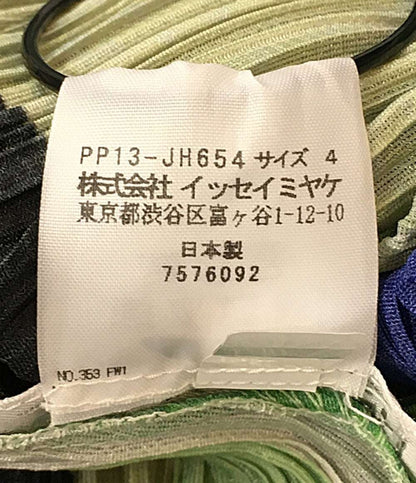 PP13-JH654 サイズ 4
株式会社 イッセイミヤケ
東京都渋谷区富ヶ谷1-12-10
日本製
7576092
NO.353 FW1